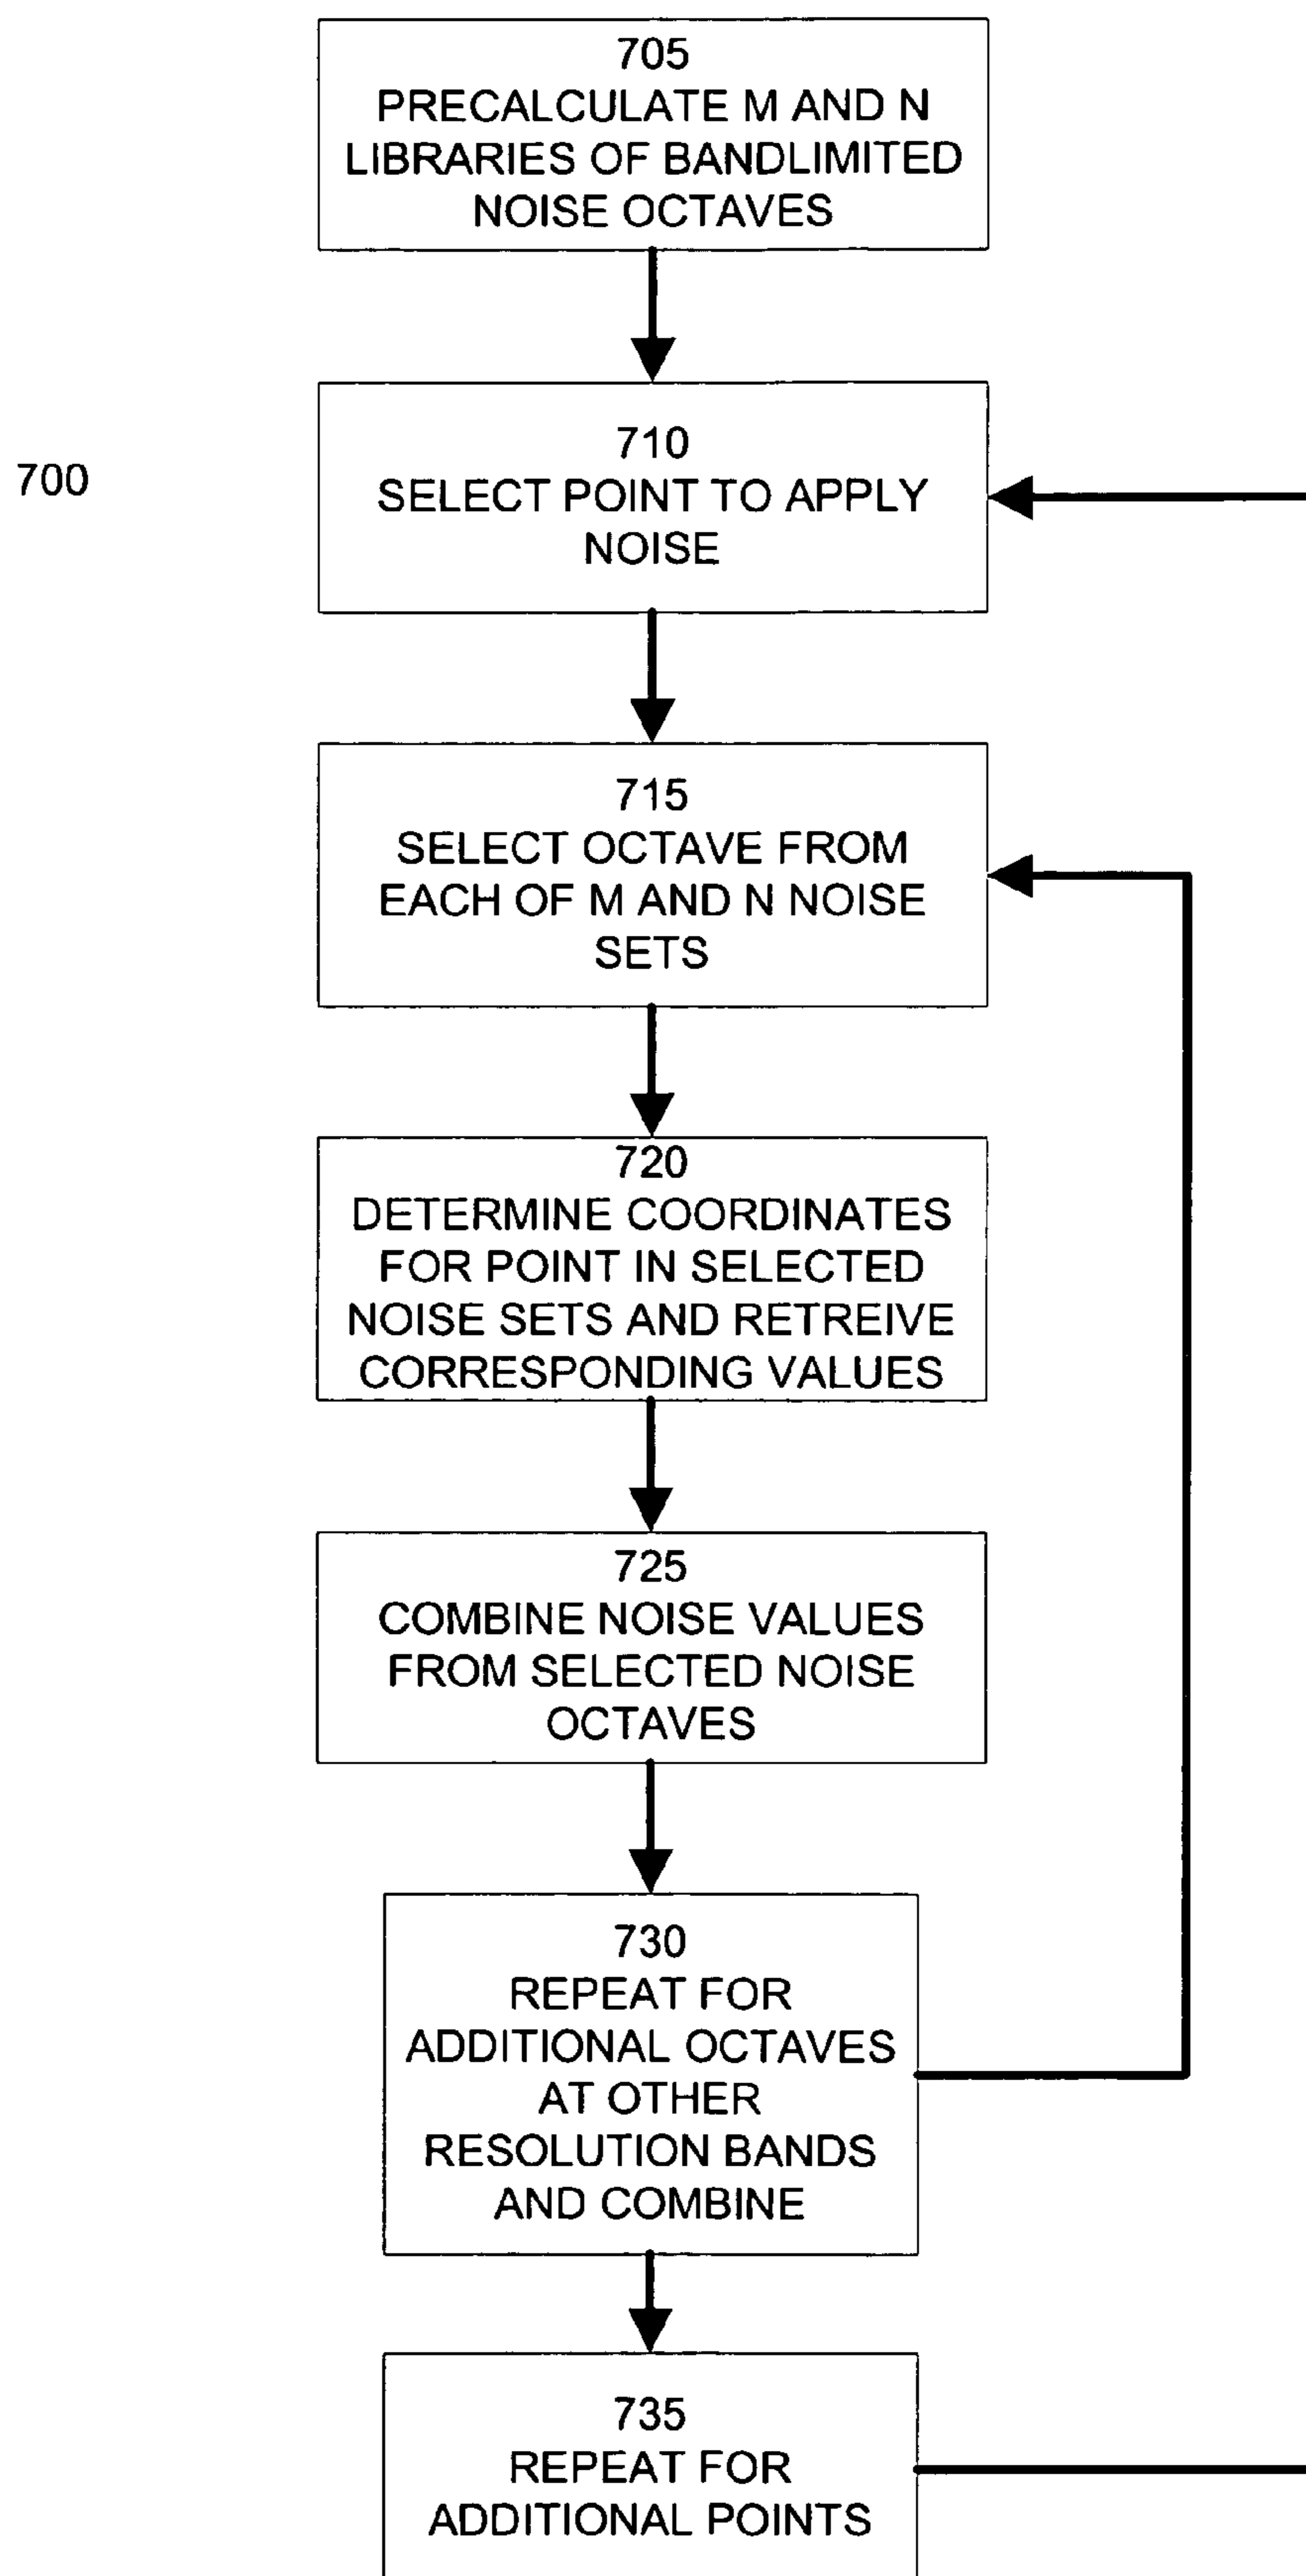 705
PRECALCULATE M AND N
LIBRARIES OF BANDLIMITED
NOISE OCTAVES
700
710
SELECT POINT TO APPLY
NOISE
715
SELECT OCTAVE FROM
EACH OF M AND N NOISE
SETS
720
DETERMINE COORDINATES
FOR POINT IN SELECTED
NOISE SETS AND RETREIVE
CORRESPONDING VALUES
725
COMBINE NOISE VALUES
FROM SELECTED NOISE
OCTAVES
730
REPEAT FOR
ADDITIONAL OCTAVES
AT OTHER
RESOLUTION BANDS
AND COMBINE
735
REPEAT FOR
ADDITIONAL POINTS